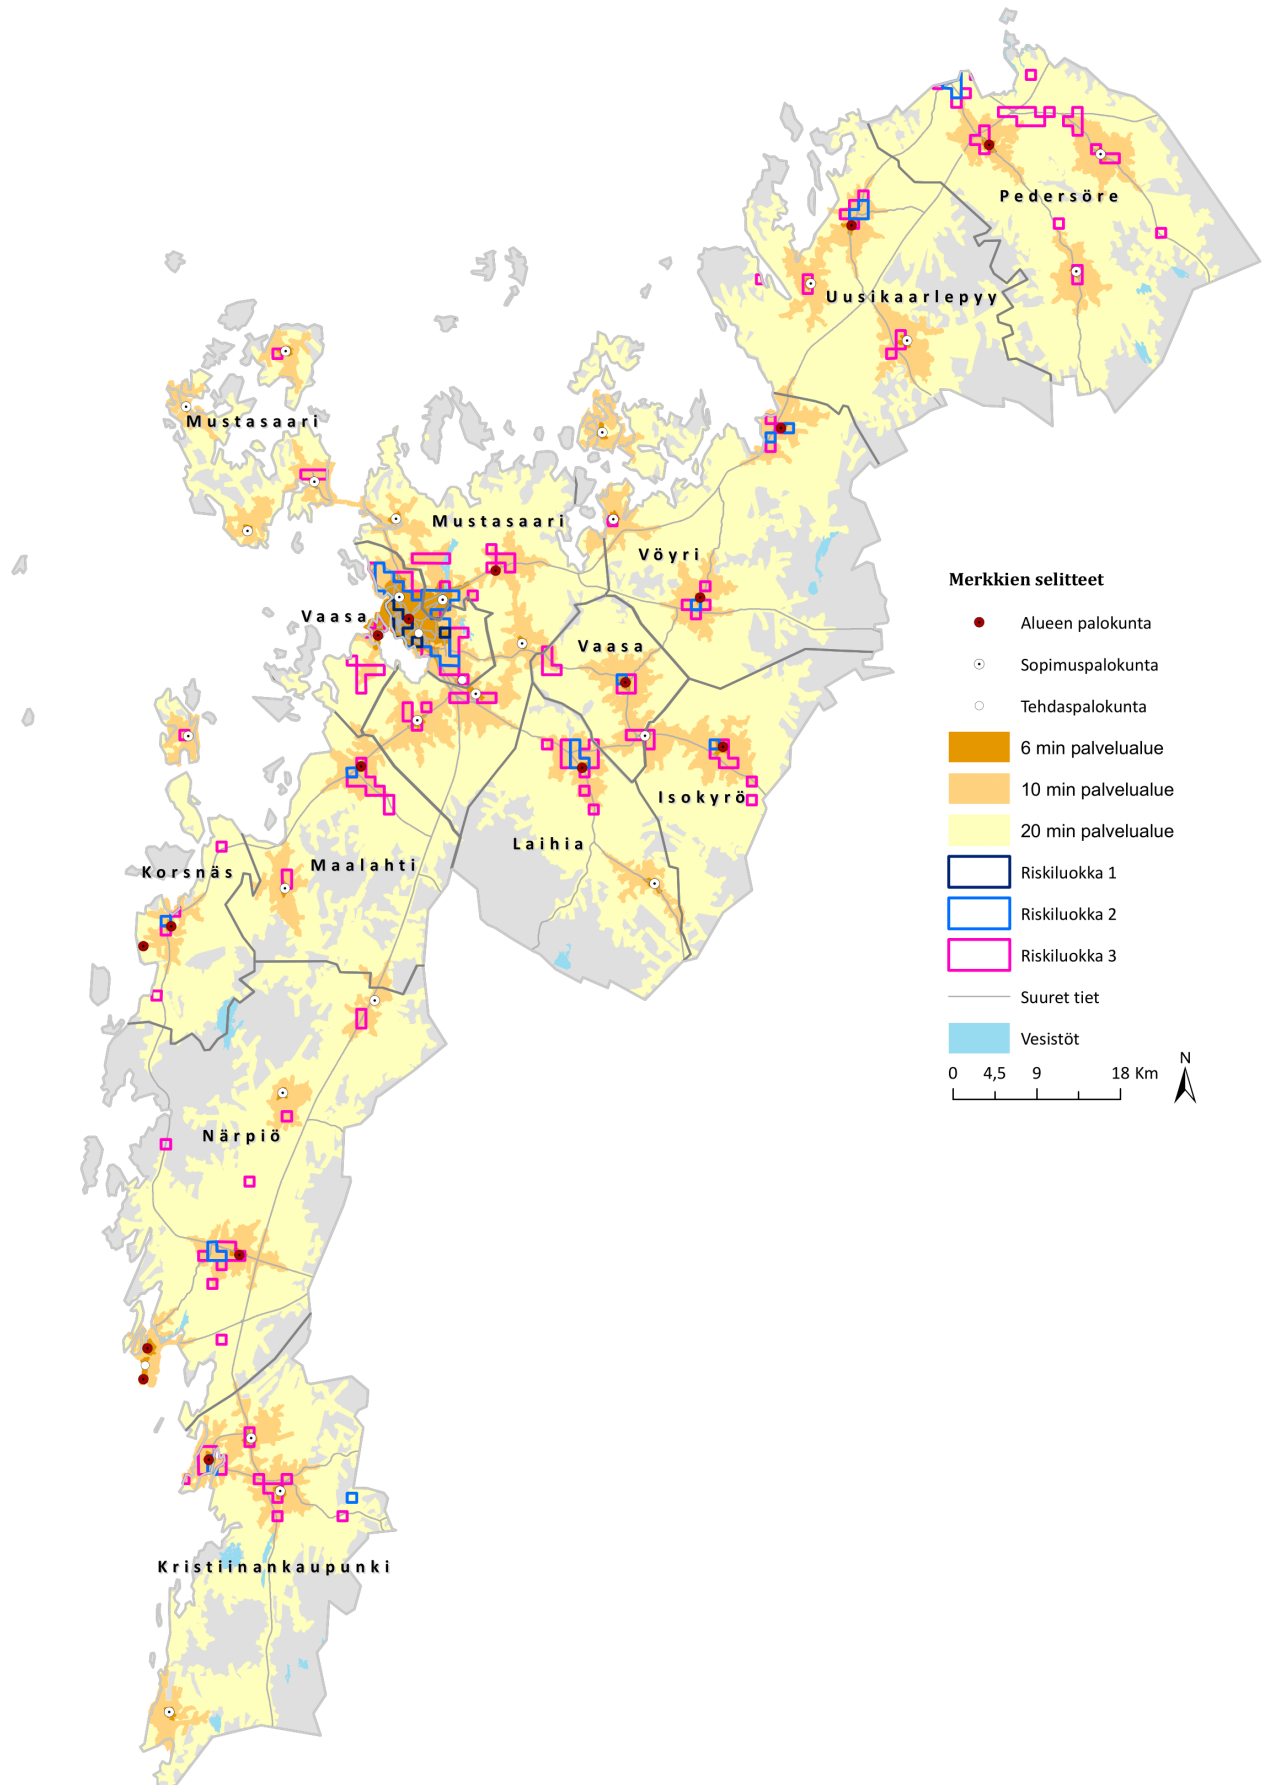 Pedersöre
Uusikaarlepyy
Mustasaari
Mustasaari
Vöyri
Vaasa
Vaasa
Isokyrö
Laihia
Maalahti
Korsnäs
Närpiö
Kristiinankaupunki
Merkkien selitteet
Alueen palokunta
Sopimuspalokunta
Tehdaspalokunta
6 min palvelualue
10 min palvelualue
20 min palvelualue
Riskiluokka 1
Riskiluokka 2
Riskiluokka 3
Suuret tiet
Vesistöt
0 4,5 9 18 Km
N